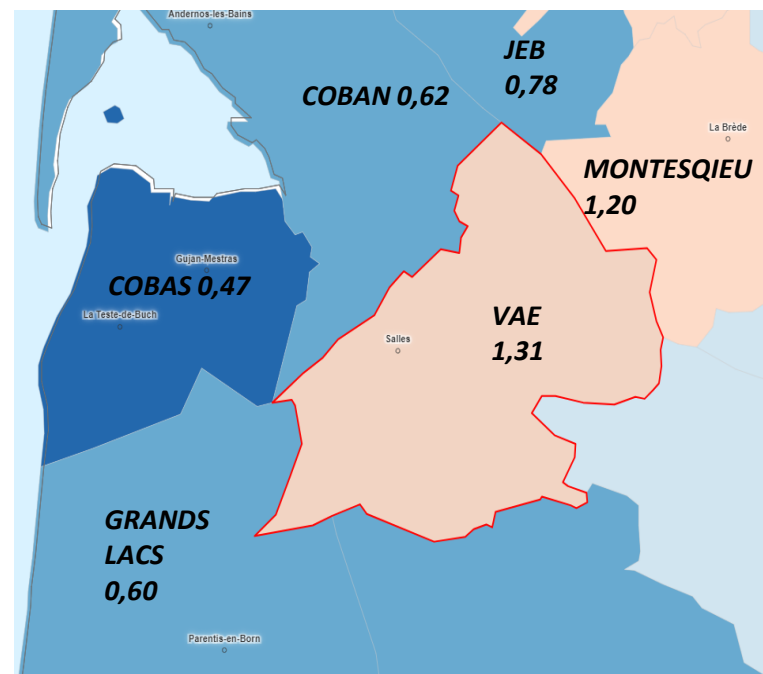 Andernos-les-Bains
JEB
0,78
COBAN 0,62
La Brède
MONTESQIEU
1,20
Gujan-Mestras
COBAS 0,47
La Teste-de-Buch
VAE
1,31
Salles
GRANDS
LACS
0,60
Parentis-en-Born